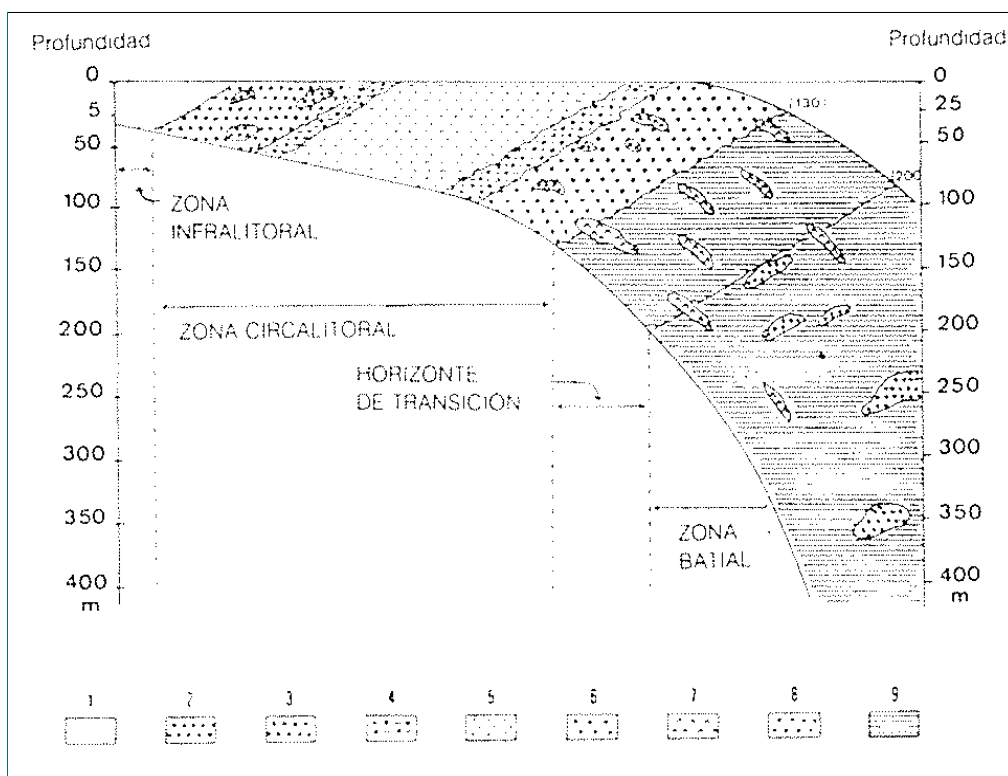 Profundidad
Profundidad
0
5
50
100
150
200
250
300
350
400
m
0
25
50
100
150
200
250
300
350
400
m
(130)
(200
ZONA
INFRALITORAL
ZONA CIRCALITORAL
HORIZONTE
DE TRANSICIÓN
ZONA
BATIAL
1 2 3 4 5 6 7 8 9